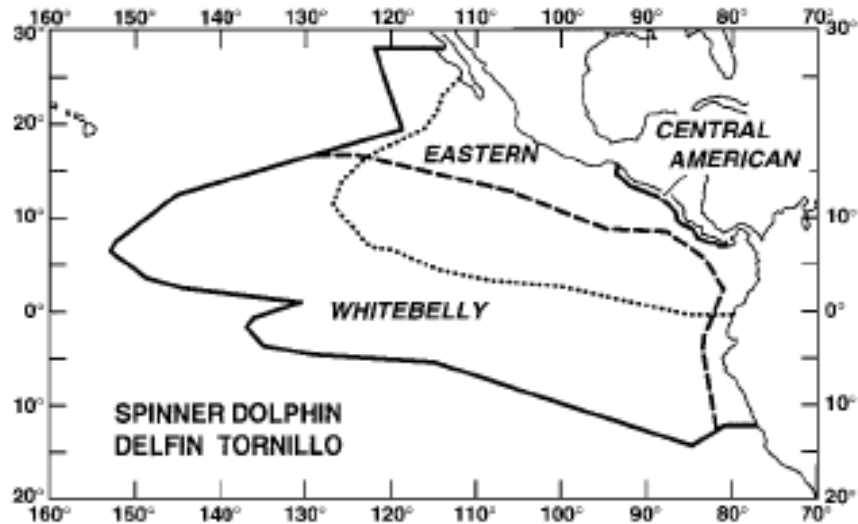 160° 150° 140° 130° 120° 110° 100° 90° 80° 70°
30° 30°
20°
CENTRAL
EASTERN AMERICAN
10° 10°
0° WHITEBELLY 0°
10° 10°
SPINNER DOLPHIN
DELFIN TORNILLO
20° 20°
160° 150° 140° 130° 120° 110° 100° 90° 80° 70°